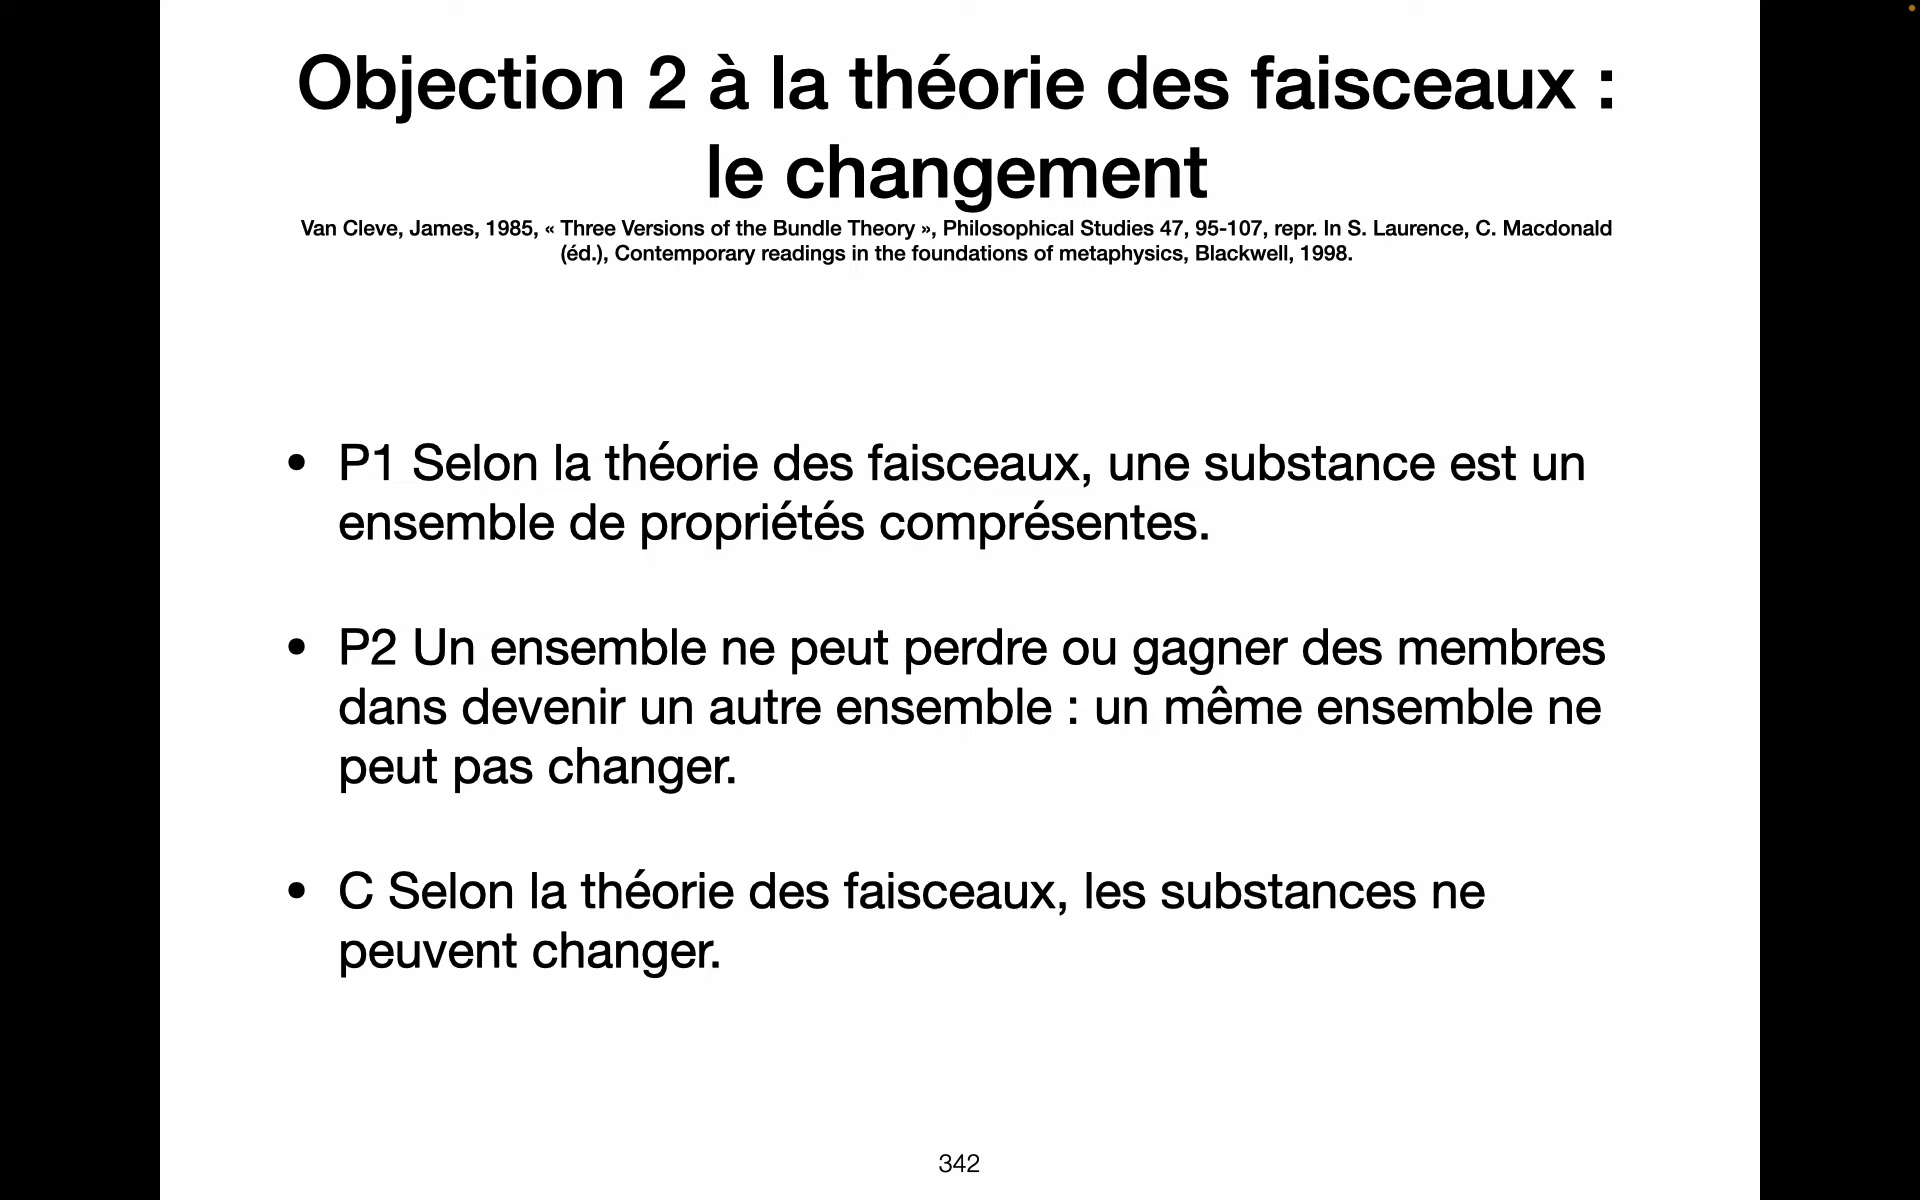 Objection 2 à la théorie des faisceaux :
le changement
Van Cleve, James, 1985, « Three Versions of the Bundle Theory », Philosophical Studies 47, 95-107, repr. In S. Laurence, C. Macdonald
(éd.), Contemporary readings in the foundations of metaphysics, Blackwell, 1998.
• P1 Selon la théorie des faisceaux, une substance est un
ensemble de propriétés comprésentes.
• P2 Un ensemble ne peut perdre ou gagner des membres
dans devenir un autre ensemble : un même ensemble ne
peut pas changer.
• C Selon la théorie des faisceaux, les substances ne
peuvent changer.
342